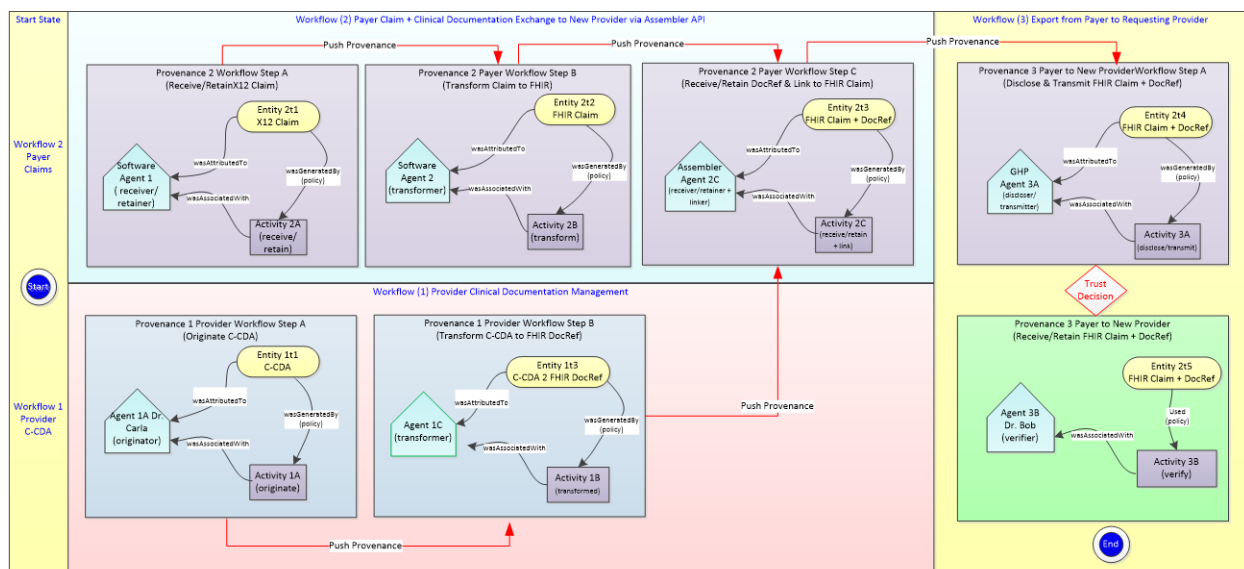 Start State
Workflow (2) Payer Claim + Clinical Documentation Exchange to New Provider via Assembler API
Workflow (3) Export from Payer to Requesting Provider
Push Provenance
Push Provenance
Push Provenance
Provenance 2 Workflow Step A
(Receive/RetainX12 Claim)
Entity 2t1
X12 Claim
wasAttributedTo
Software
Agent 1
( receiver/
retainer)
wasGeneratedBy
(policy)
wasAssociatedWith
Activity 2A
(receive/
retain)
Provenance 2 Payer Workflow Step B
(Transform Claim to FHIR)
Entity 2t2
FHIR Claim
wasAttributedTo
Software
Agent 2
(transformer)
wasGeneratedBy
(policy)
wasAssociatedWith
Activity 2B
(transform)
Provenance 2 Payer Workflow Step C
(Receive/Retain DocRef & Link to FHIR Claim)
Entity 2t3
FHIR Claim + DocRef
wasAttributedTo
Assembler
Agent 2C
(receiver/retainer +
linker)
wasGeneratedBy
(policy)
wasAssociatedWith
Activity 2C
(receive/retain
+ link)
Provenance 3 Payer to New ProviderWorkflow Step A
(Disclose & Transmit FHIR Claim + DocRef)
Entity 2t4
FHIR Claim + DocRef
wasAttributedTo
GHP
Agent 3A
(discloser/
transmitter)
wasGeneratedBy
(policy)
wasAssociatedWith
Activity 3A
(disclose/transmit)
Workflow 2
Payer
Claims
Start
Workflow (1) Provider Clinical Documentation Management
Trust
Decision
Workflow 1
Provider
C-CDA
Provenance 1 Provider Workflow Step A
(Originate C-CDA)
Entity 1t1
C-CDA
wasAttributedTo
Agent 1A Dr.
Carla
(originator)
wasGeneratedBy
(policy)
wasAssociatedWith
Activity 1A
(originate)
Provenance 1 Provider Workflow Step B
(Transform C-CDA to FHIR DocRef)
Entity 1t3
C-CDA 2 FHIR DocRef
wasAttributedTo
Agent 1C
(transformer)
wasGeneratedBy
(policy)
wasAssociatedWith
Activity 1B
(transformed)
Push Provenance
Push Provenance
Provenance 3 Payer to New Provider
(Receive/Retain FHIR Claim + DocRef)
Entity 2t5
FHIR Claim + DocRef
Agent 3B
Dr. Bob
(verifier)
Used
(policy)
wasAssociatedWith
Activity 3B
(verify)
End